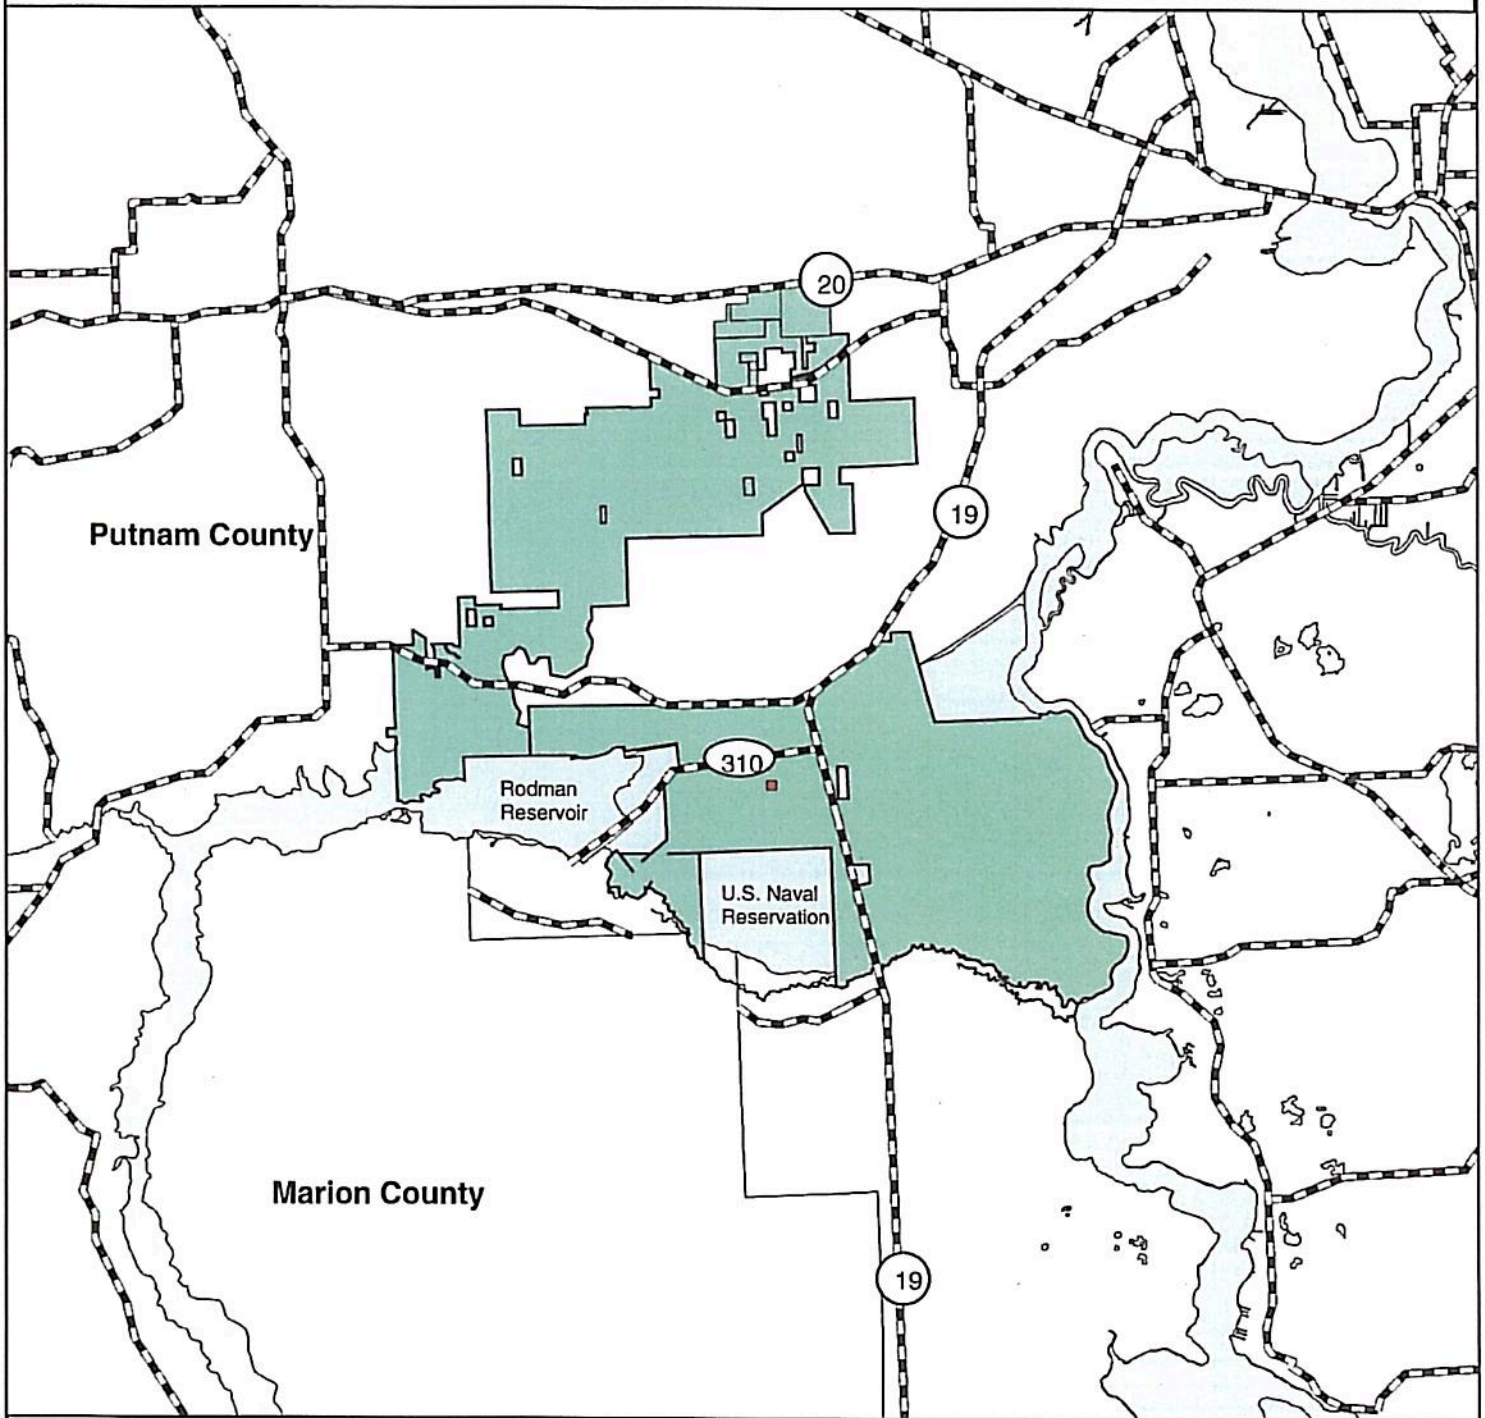 20
19
Putnam County
310
Rodman
Reservoir
U.S. Naval
Reservation
Marion County
19